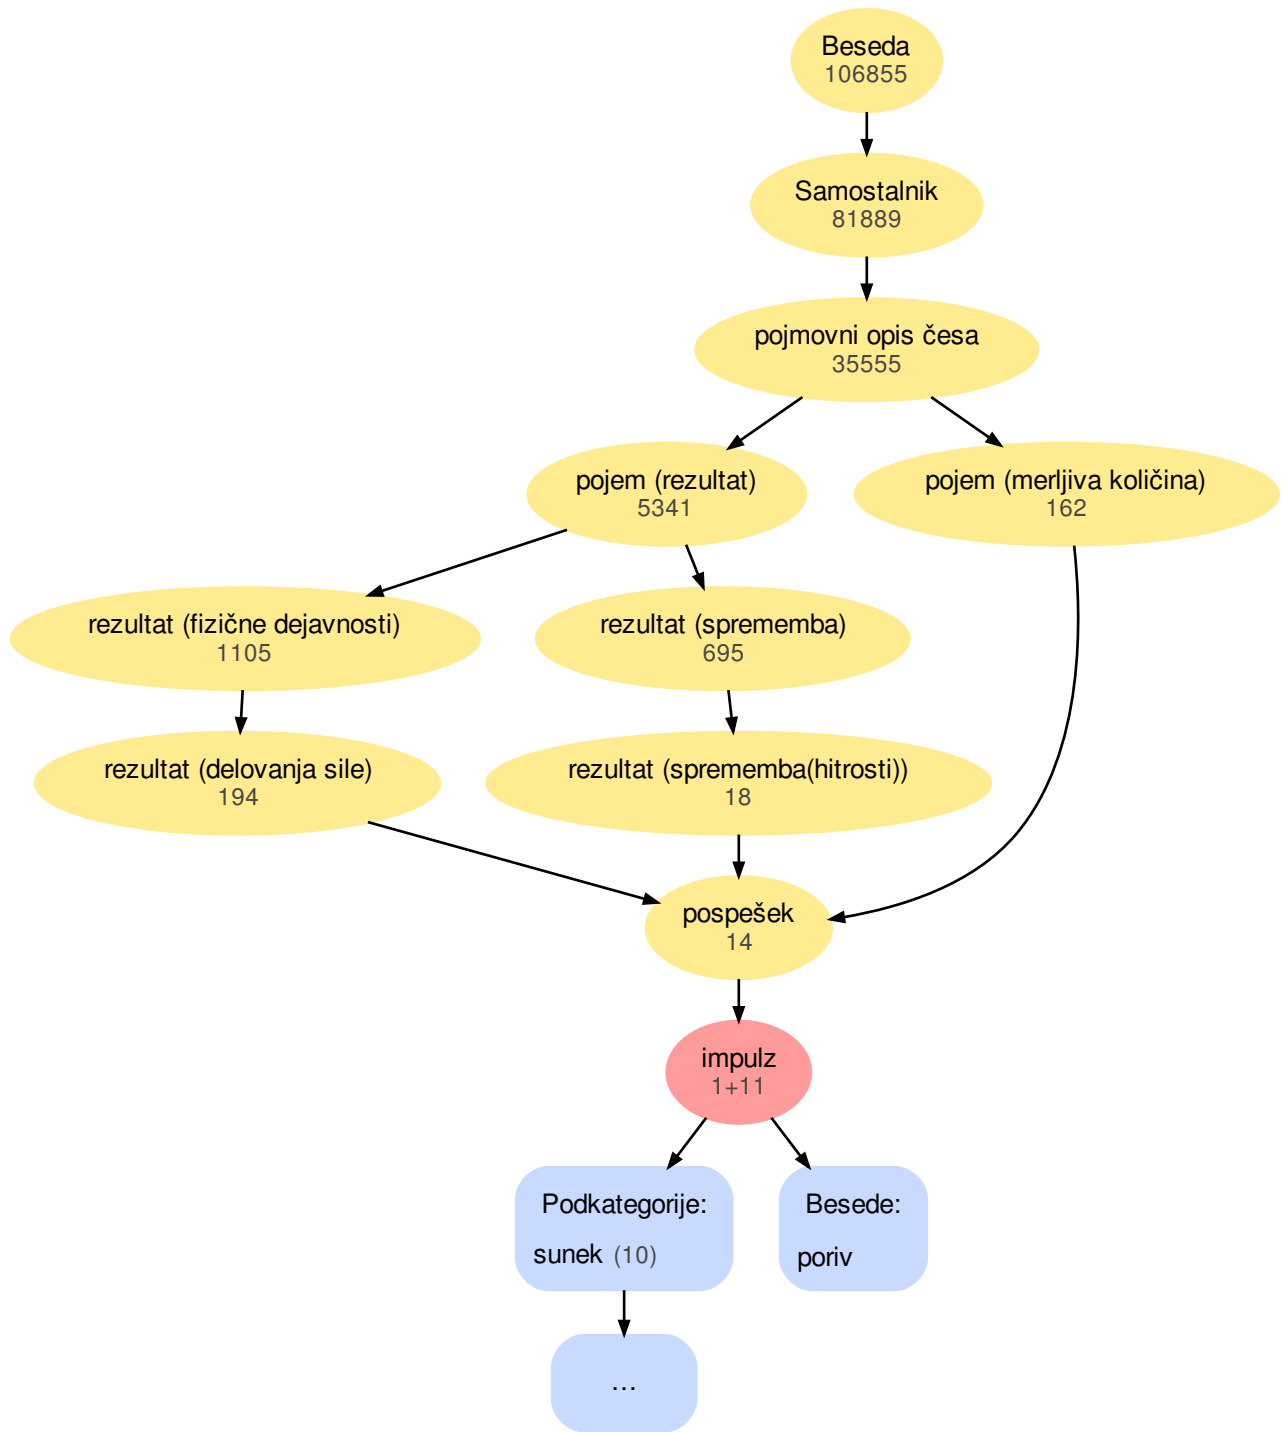 Beseda
106855
Samostalnik
81889
pojmovni opis česa
35555
pojem (rezultat)
5341
pojem (merljiva količina)
162
rezultat (fizične dejavnosti)
1105
rezultat (sprememba)
695
rezultat (delovanja sile)
194
rezultat (sprememba(hitrosti))
18
pospešek
14
impulz
1+11
Podkategorije:
sunek (10)
Besede:
poriv
...